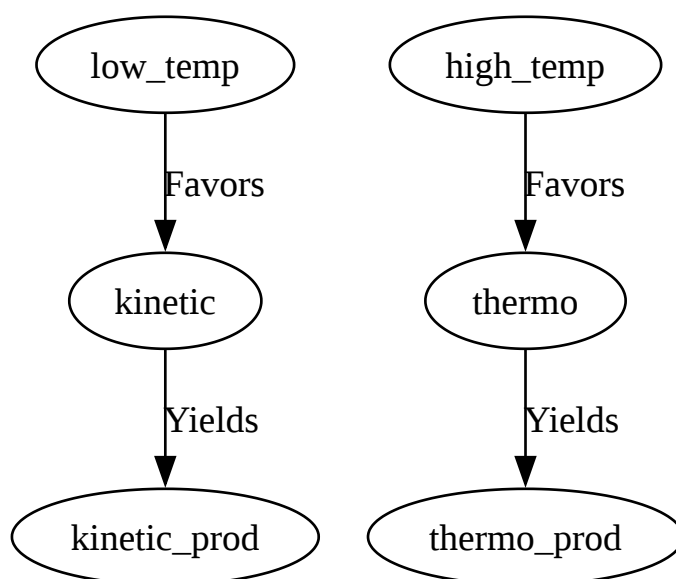 low_temp high_temp
Favors Favors
kinetic thermo
Yields Yields
kinetic_prod thermo_prod